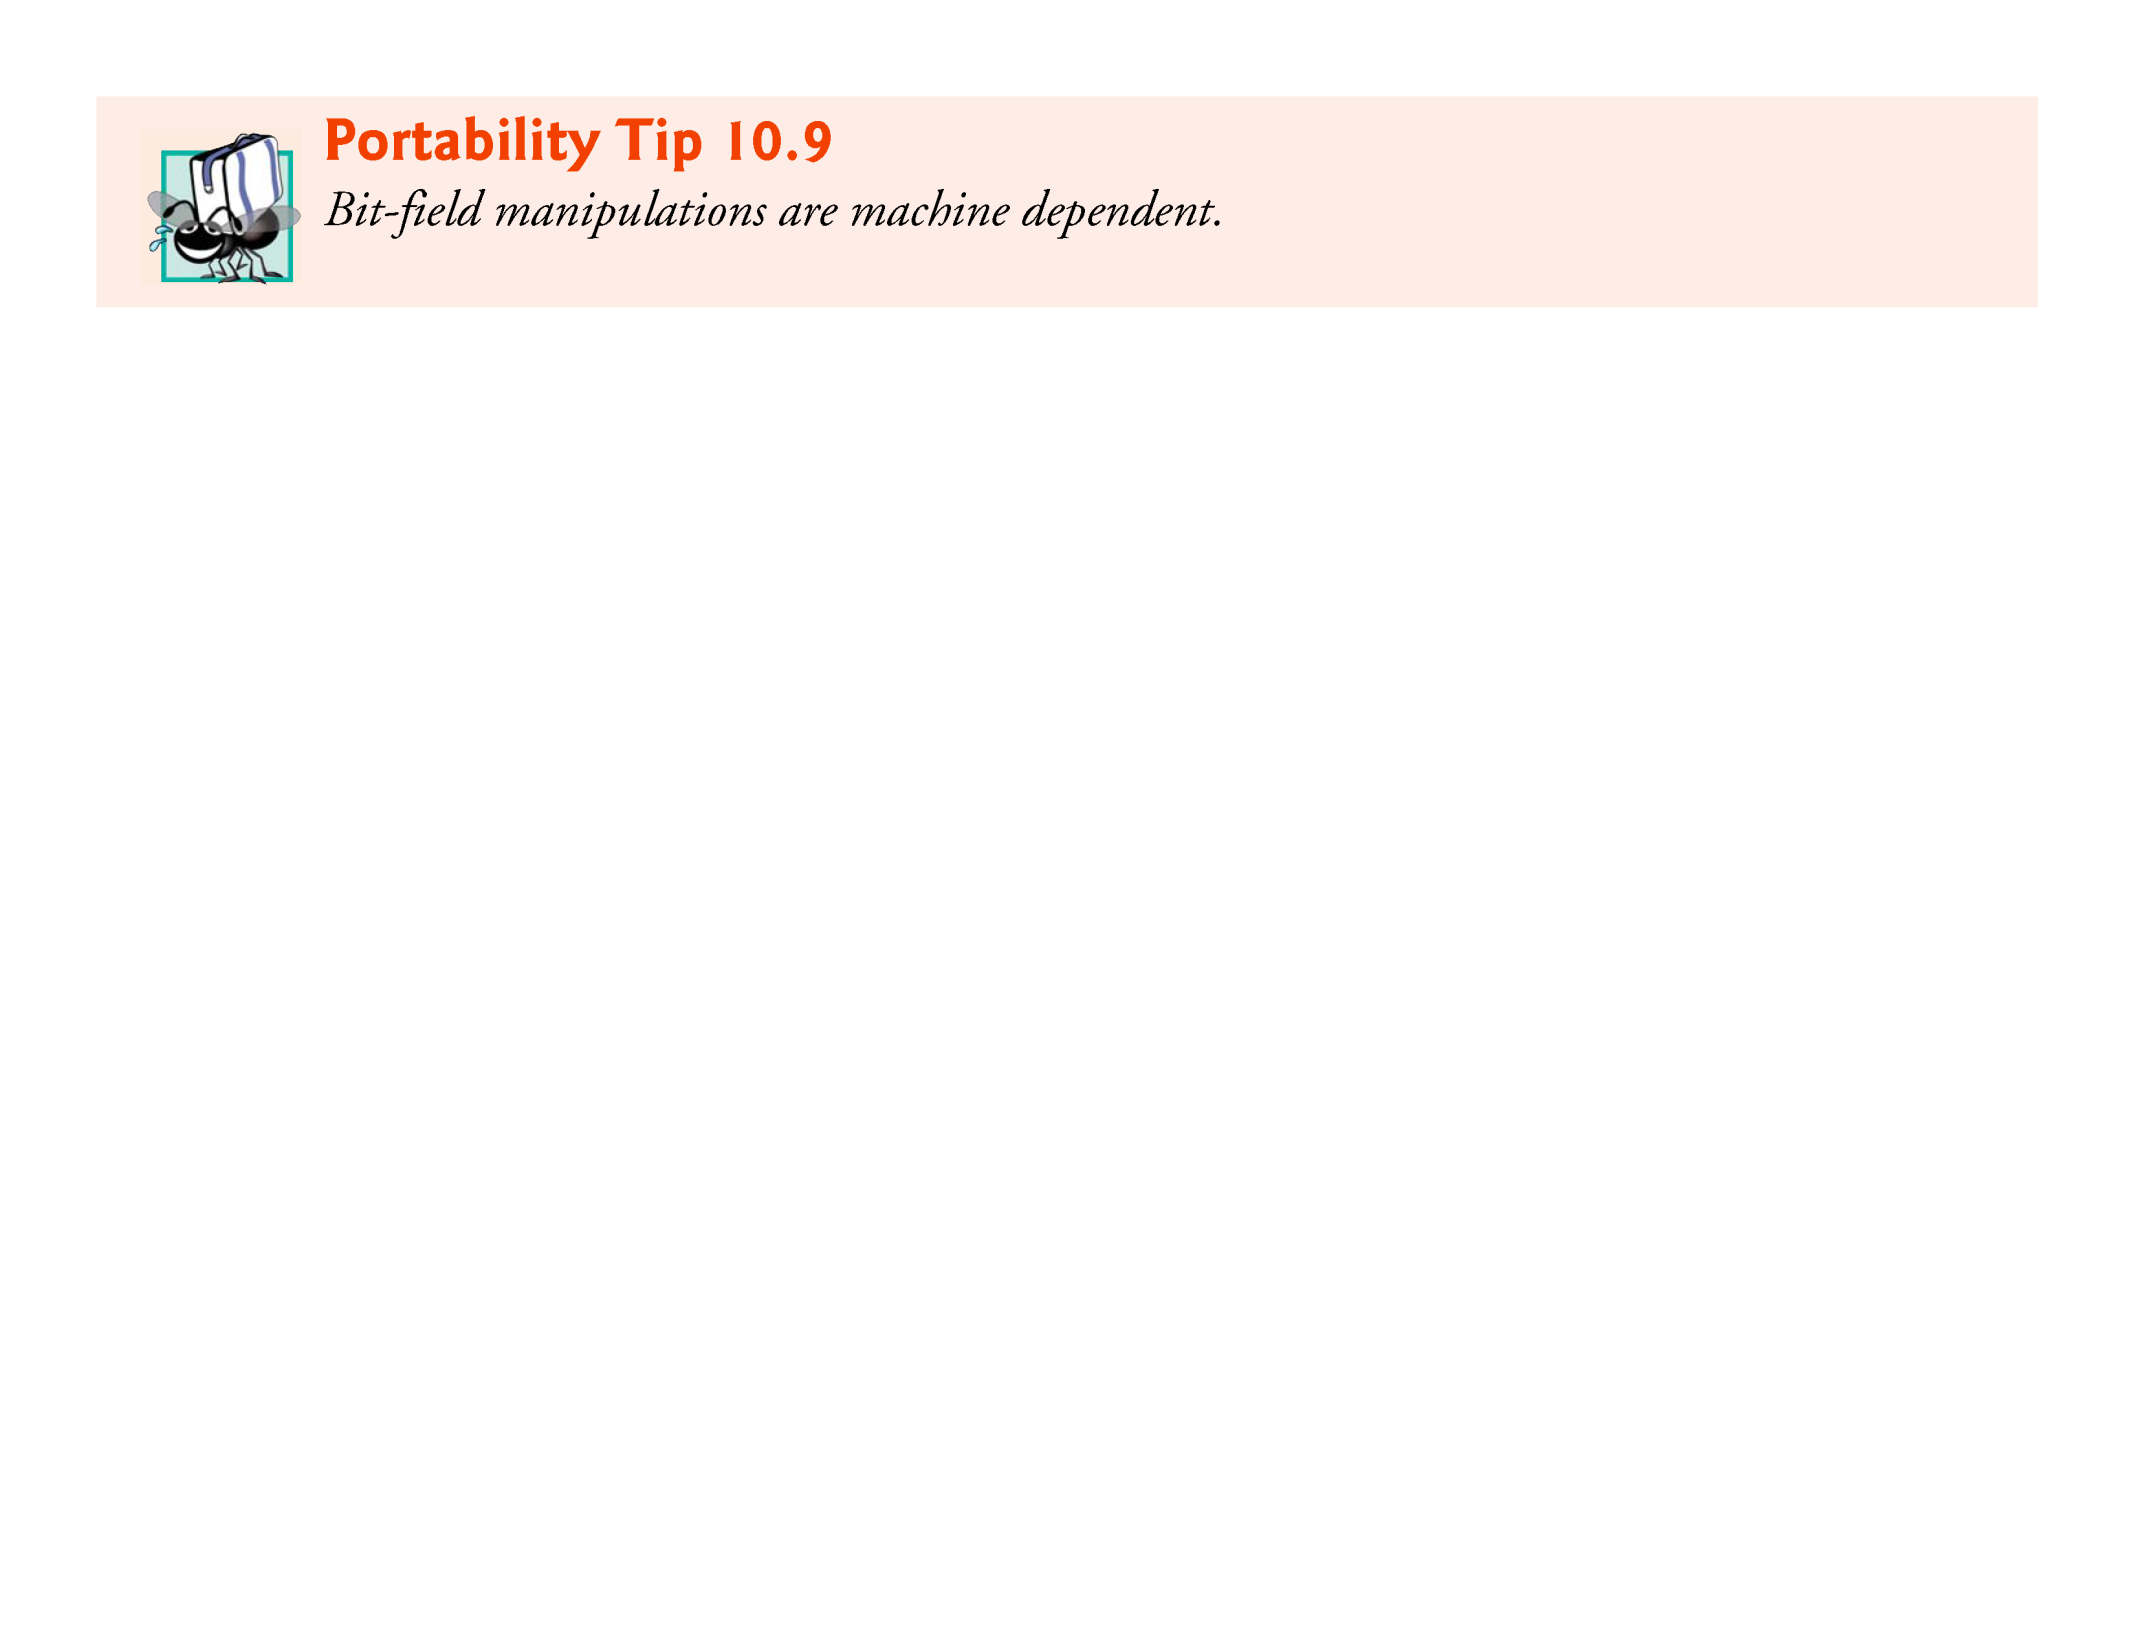 Portability Tip 10.9
Bit-field manipulations are machine dependent.